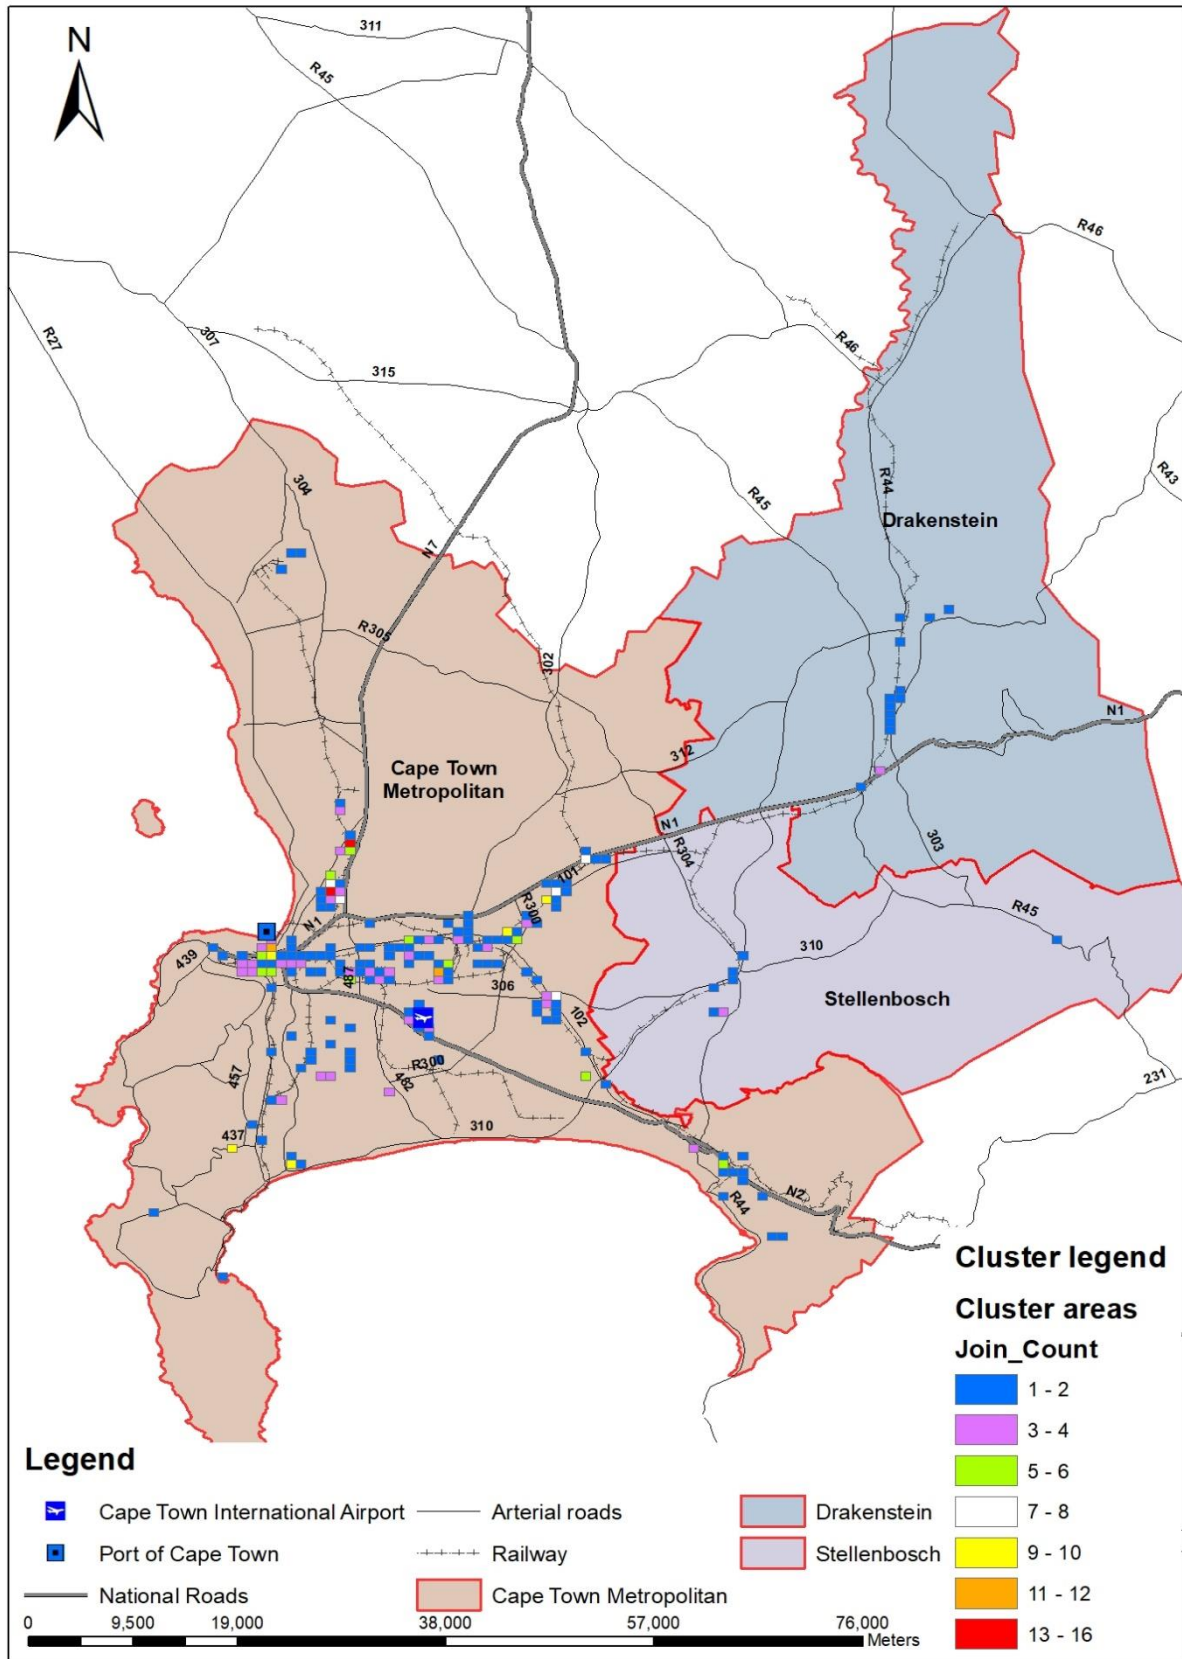 N
311
R45
R46
R27
307
R46
315
R43
304
R44
R45
N7
Drakenstein
R305
302
N1
312
Cape Town
Metropolitan
N1
303
R304
101
R300
R45
N1
439
310
487
306
Stellenbosch
102
R300
457
462
231
310
437
N2
R44
Cluster legend
Cluster areas
Join_Count
1 - 2
3 - 4
5 - 6
7 - 8
9 - 10
11 - 12
13 - 16
Legend
Cape Town International Airport
Arterial roads
Drakenstein
Port of Cape Town
Railway
Stellenbosch
National Roads
Cape Town Metropolitan
0 9,500 19,000 38,000 57,000 76,000
Meters